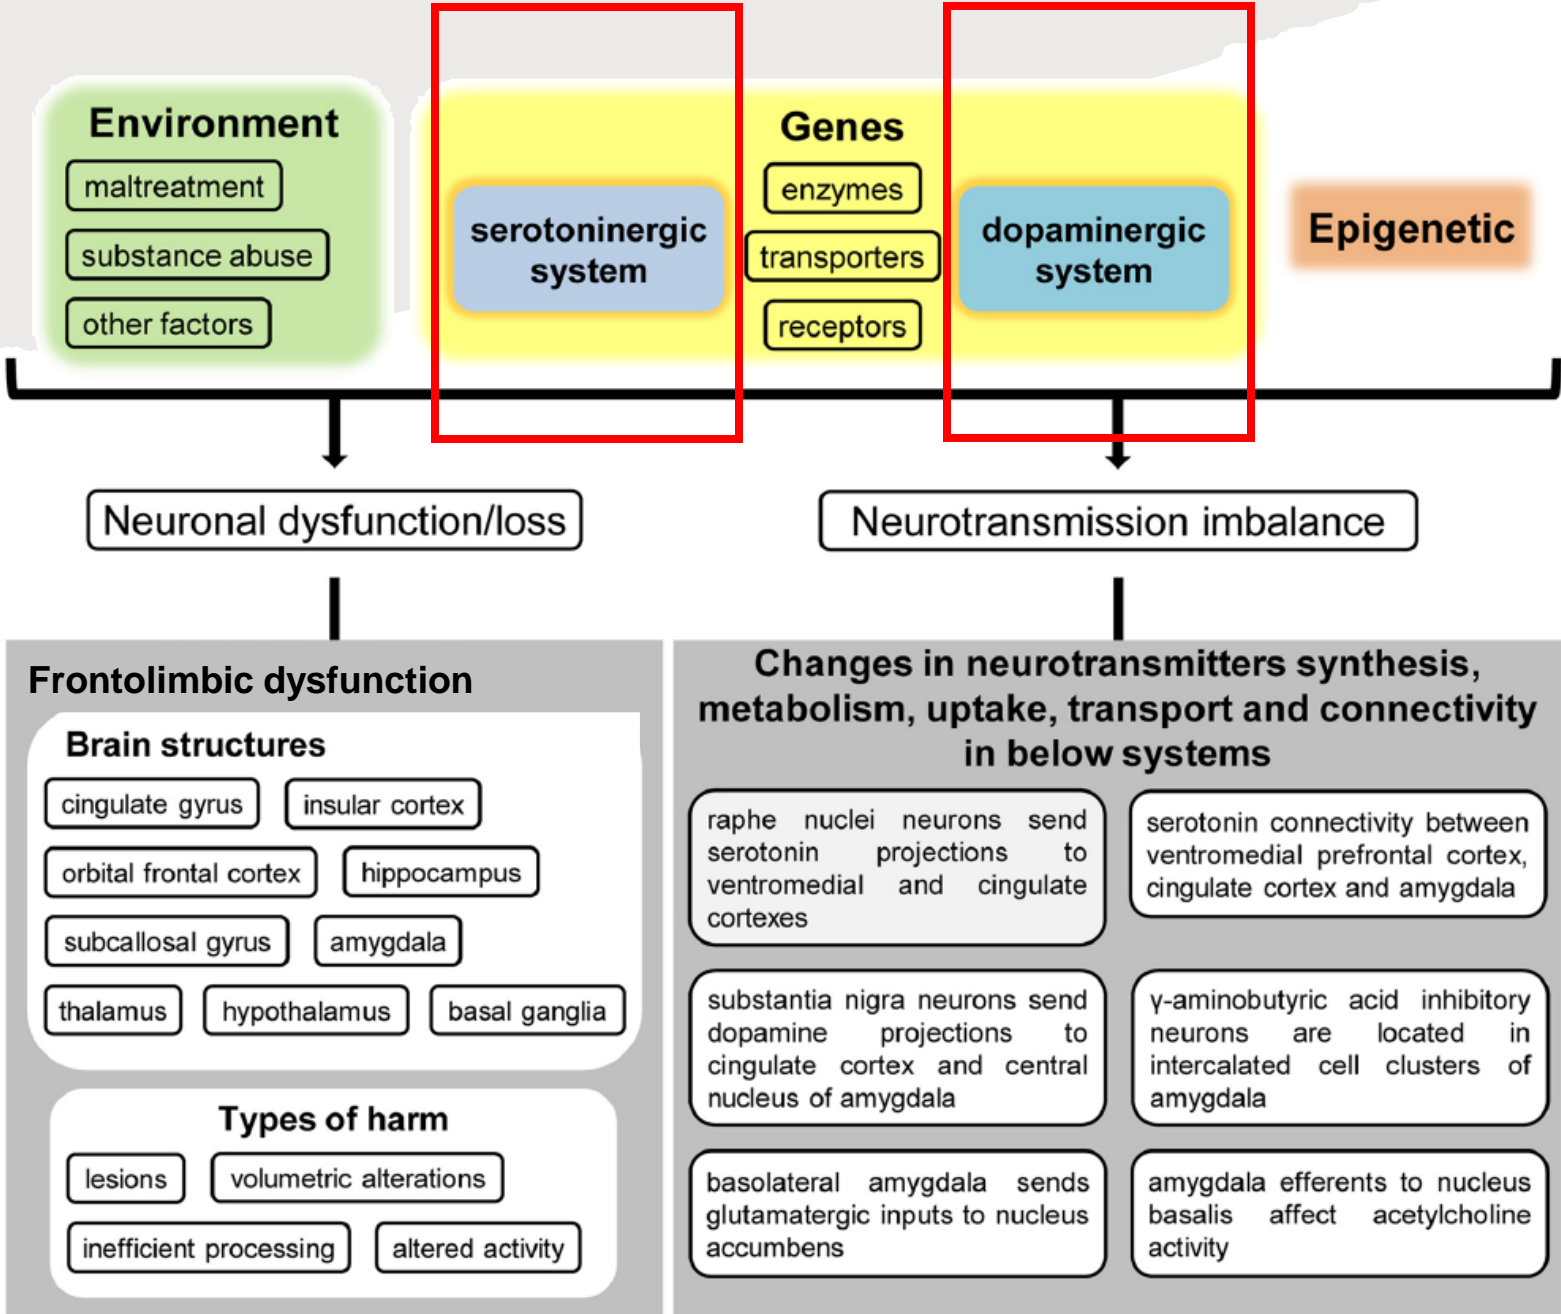 Environment
maltreatment
substance abuse
other factors
Genes
serotoninergic
system
enzymes
transporters
receptors
dopaminergic
system
Epigenetic
Neuronal dysfunction/loss
Neurotransmission imbalance
Frontolimbic dysfunction
Brain structures
cingulate gyrus
insular cortex
orbital frontal cortex
hippocampus
subcallosal gyrus
amygdala
thalamus
hypothalamus
basal ganglia
Types of harm
lesions
volumetric alterations
inefficient processing
altered activity
Changes in neurotransmitters synthesis,
metabolism, uptake, transport and connectivity
in below systems
raphe nuclei neurons send
serotonin projections to
ventromedial and cingulate
cortexes
serotonin connectivity between
ventromedial prefrontal cortex,
cingulate cortex and amygdala
substantia nigra neurons send
dopamine projections to
cingulate cortex and central
nucleus of amygdala
γ-aminobutyric acid inhibitory
neurons are located in
intercalated cell clusters of
amygdala
basolateral amygdala sends
glutamatergic inputs to nucleus
accumbens
amygdala efferents to nucleus
basalis affect acetylcholine
activity